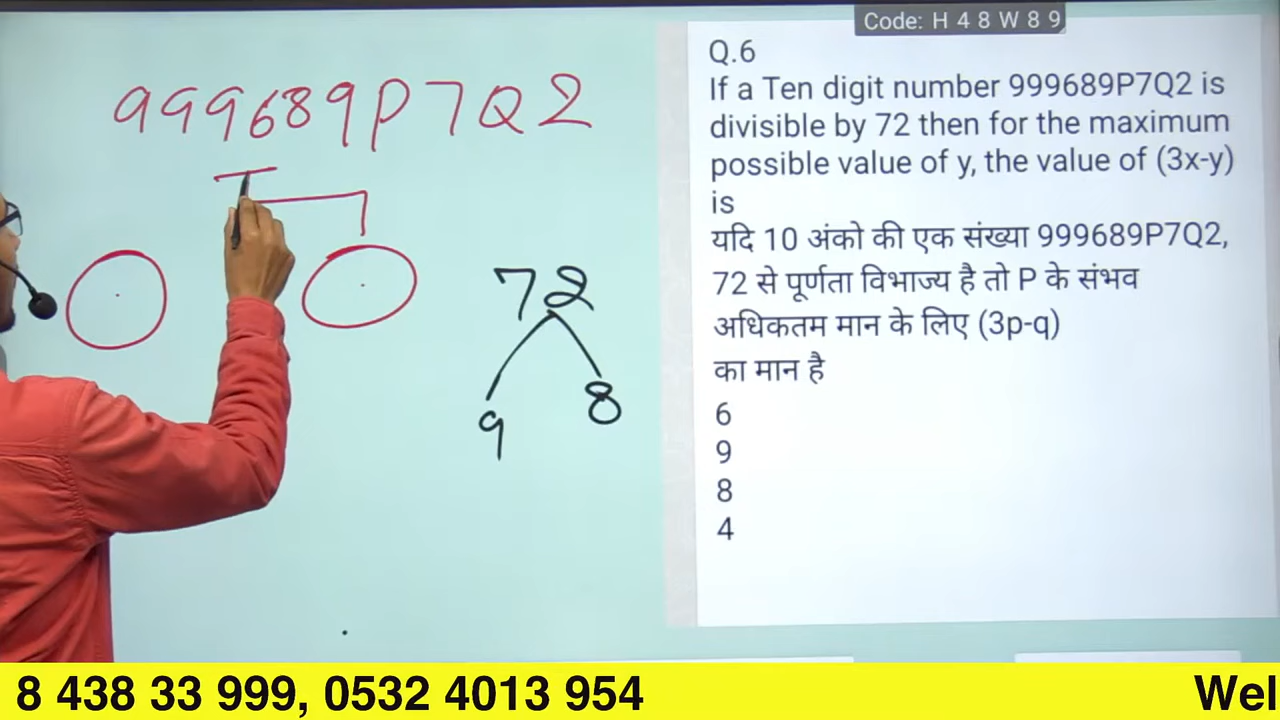 Code: H 4 8 W 8 9
999689P7Q2
72
9 8
Q.6
If a Ten digit number 999689P7Q2 is
divisible by 72 then for the maximum
possible value of y, the value of (3x-y)
is
यदि 10 अंको की एक संख्या 999689P7Q2,
72 से पूर्णता विभाज्य है तो P के संभव
अधिकतम मान के लिए (3p-q)
का मान है
6
9
8
4
8 438 33 999, 0532 4013 954
Wel